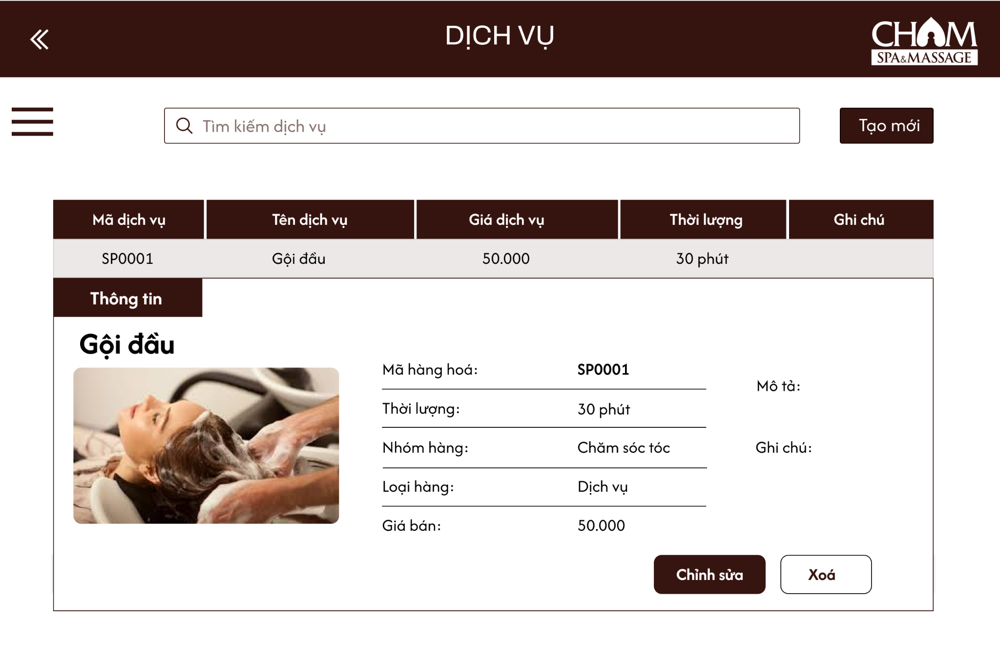 DỊCH VỤ
CHAM
SPA&MASSAGE
Tìm kiếm dịch vụ
Tạo mới
Mã dịch vụ Tên dịch vụ Giá dịch vụ Thời lượng Ghi chú
SP0001 Gội đầu 50.000 30 phút
Thông tin
Gội đầu
Mã hàng hoá: SP0001
Mô tả:
Thời lượng: 30 phút
Nhóm hàng: Chăm sóc tóc
Ghi chú:
Loại hàng: Dịch vụ
Giá bán: 50.000
Chỉnh sửa Xoá